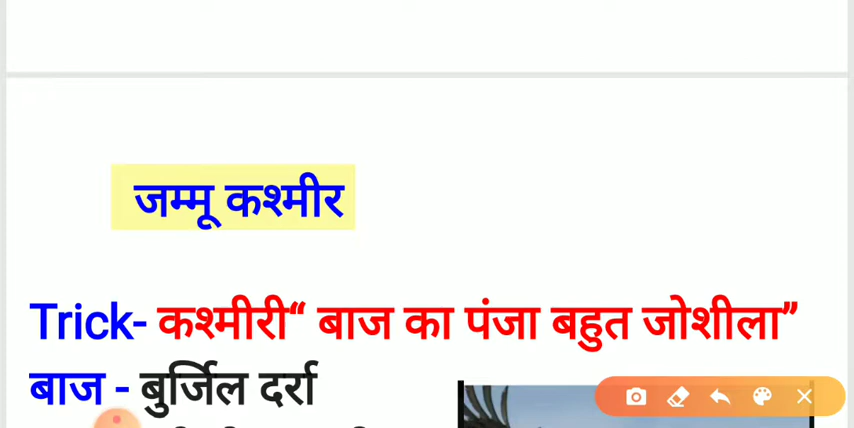 जम्मू कश्मीर
Trick- कश्मीरी“ बाज का पंजा बहुत जोशीला”
बाज - बुर्जिल दर्रा